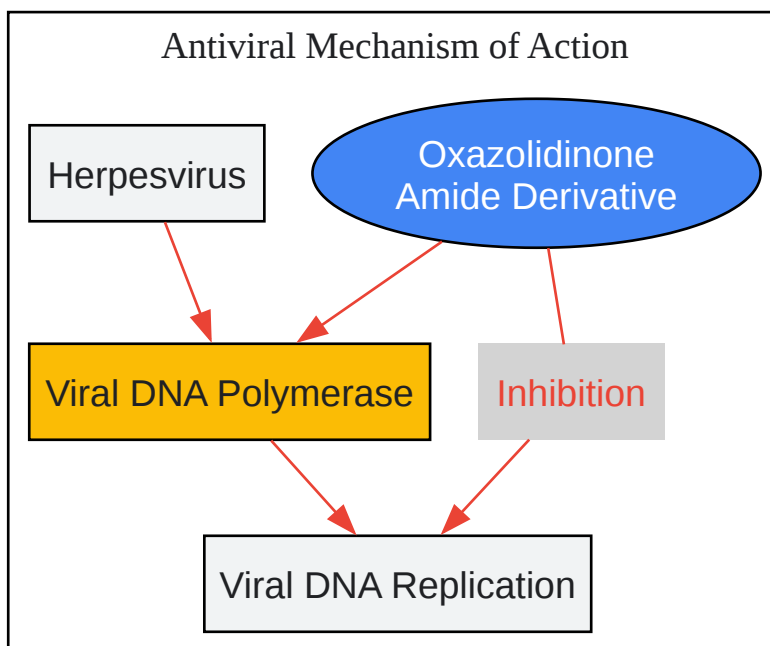 Antiviral Mechanism of Action
Herpesvirus
Oxazolidinone
Amide Derivative
Viral DNA Polymerase
Inhibition
Viral DNA Replication